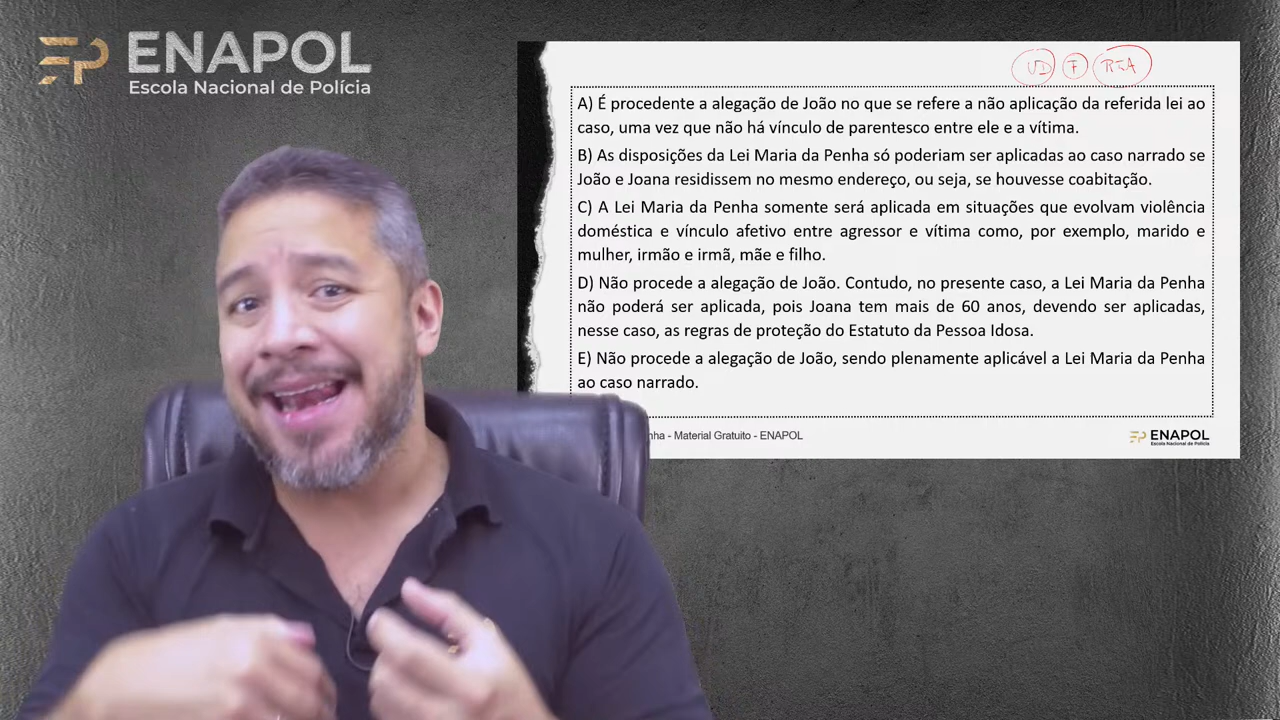 ENAPOL
Escola Nacional de Polícia
UD F RIA
A) É procedente a alegação de João no que se refere a não aplicação da referida lei ao
caso, uma vez que não há vínculo de parentesco entre ele e a vítima.
B) As disposições da Lei Maria da Penha só poderiam ser aplicadas ao caso narrado se
João e Joana residissem no mesmo endereço, ou seja, se houvesse coabitação.
C) A Lei Maria da Penha somente será aplicada em situações que evolvam violência
doméstica e vínculo afetivo entre agressor e vítima como, por exemplo, marido e
mulher, irmão e irmã, mãe e filho.
D) Não procede a alegação de João. Contudo, no presente caso, a Lei Maria da Penha
não poderá ser aplicada, pois Joana tem mais de 60 anos, devendo ser aplicadas,
nesse caso, as regras de proteção do Estatuto da Pessoa Idosa.
E) Não procede a alegação de João, sendo plenamente aplicável a Lei Maria da Penha
ao caso narrado.
nha - Material Gratuito - ENAPOL
ENAPOL
Escola Nacional de Polícia